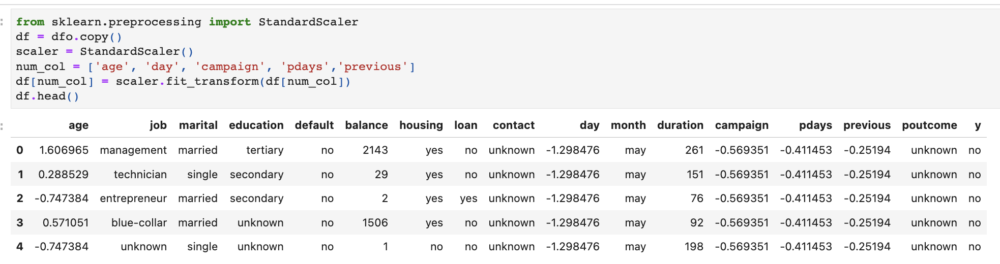 from sklearn.preprocessing import StandardScaler
df = dfo.copy()
scaler = StandardScaler()
num_col = ['age', 'day', 'campaign', 'pdays','previous']
df[num_col] = scaler.fit_transform(df[num_col])
df.head()
age job marital education default balance housing loan contact day month duration campaign pdays previous poutcome y
0 1.606965 management married tertiary no 2143 yes no unknown -1.298476 may 261 -0.569351 -0.411453 -0.25194 unknown no
1 0.288529 technician single secondary no 29 yes no unknown -1.298476 may 151 -0.569351 -0.411453 -0.25194 unknown no
2 -0.747384 entrepreneur married secondary no 2 yes yes unknown -1.298476 may 76 -0.569351 -0.411453 -0.25194 unknown no
3 0.571051 blue-collar married unknown no 1506 yes no unknown -1.298476 may 92 -0.569351 -0.411453 -0.25194 unknown no
4 -0.747384 unknown single unknown no 1 no no unknown -1.298476 may 198 -0.569351 -0.411453 -0.25194 unknown no